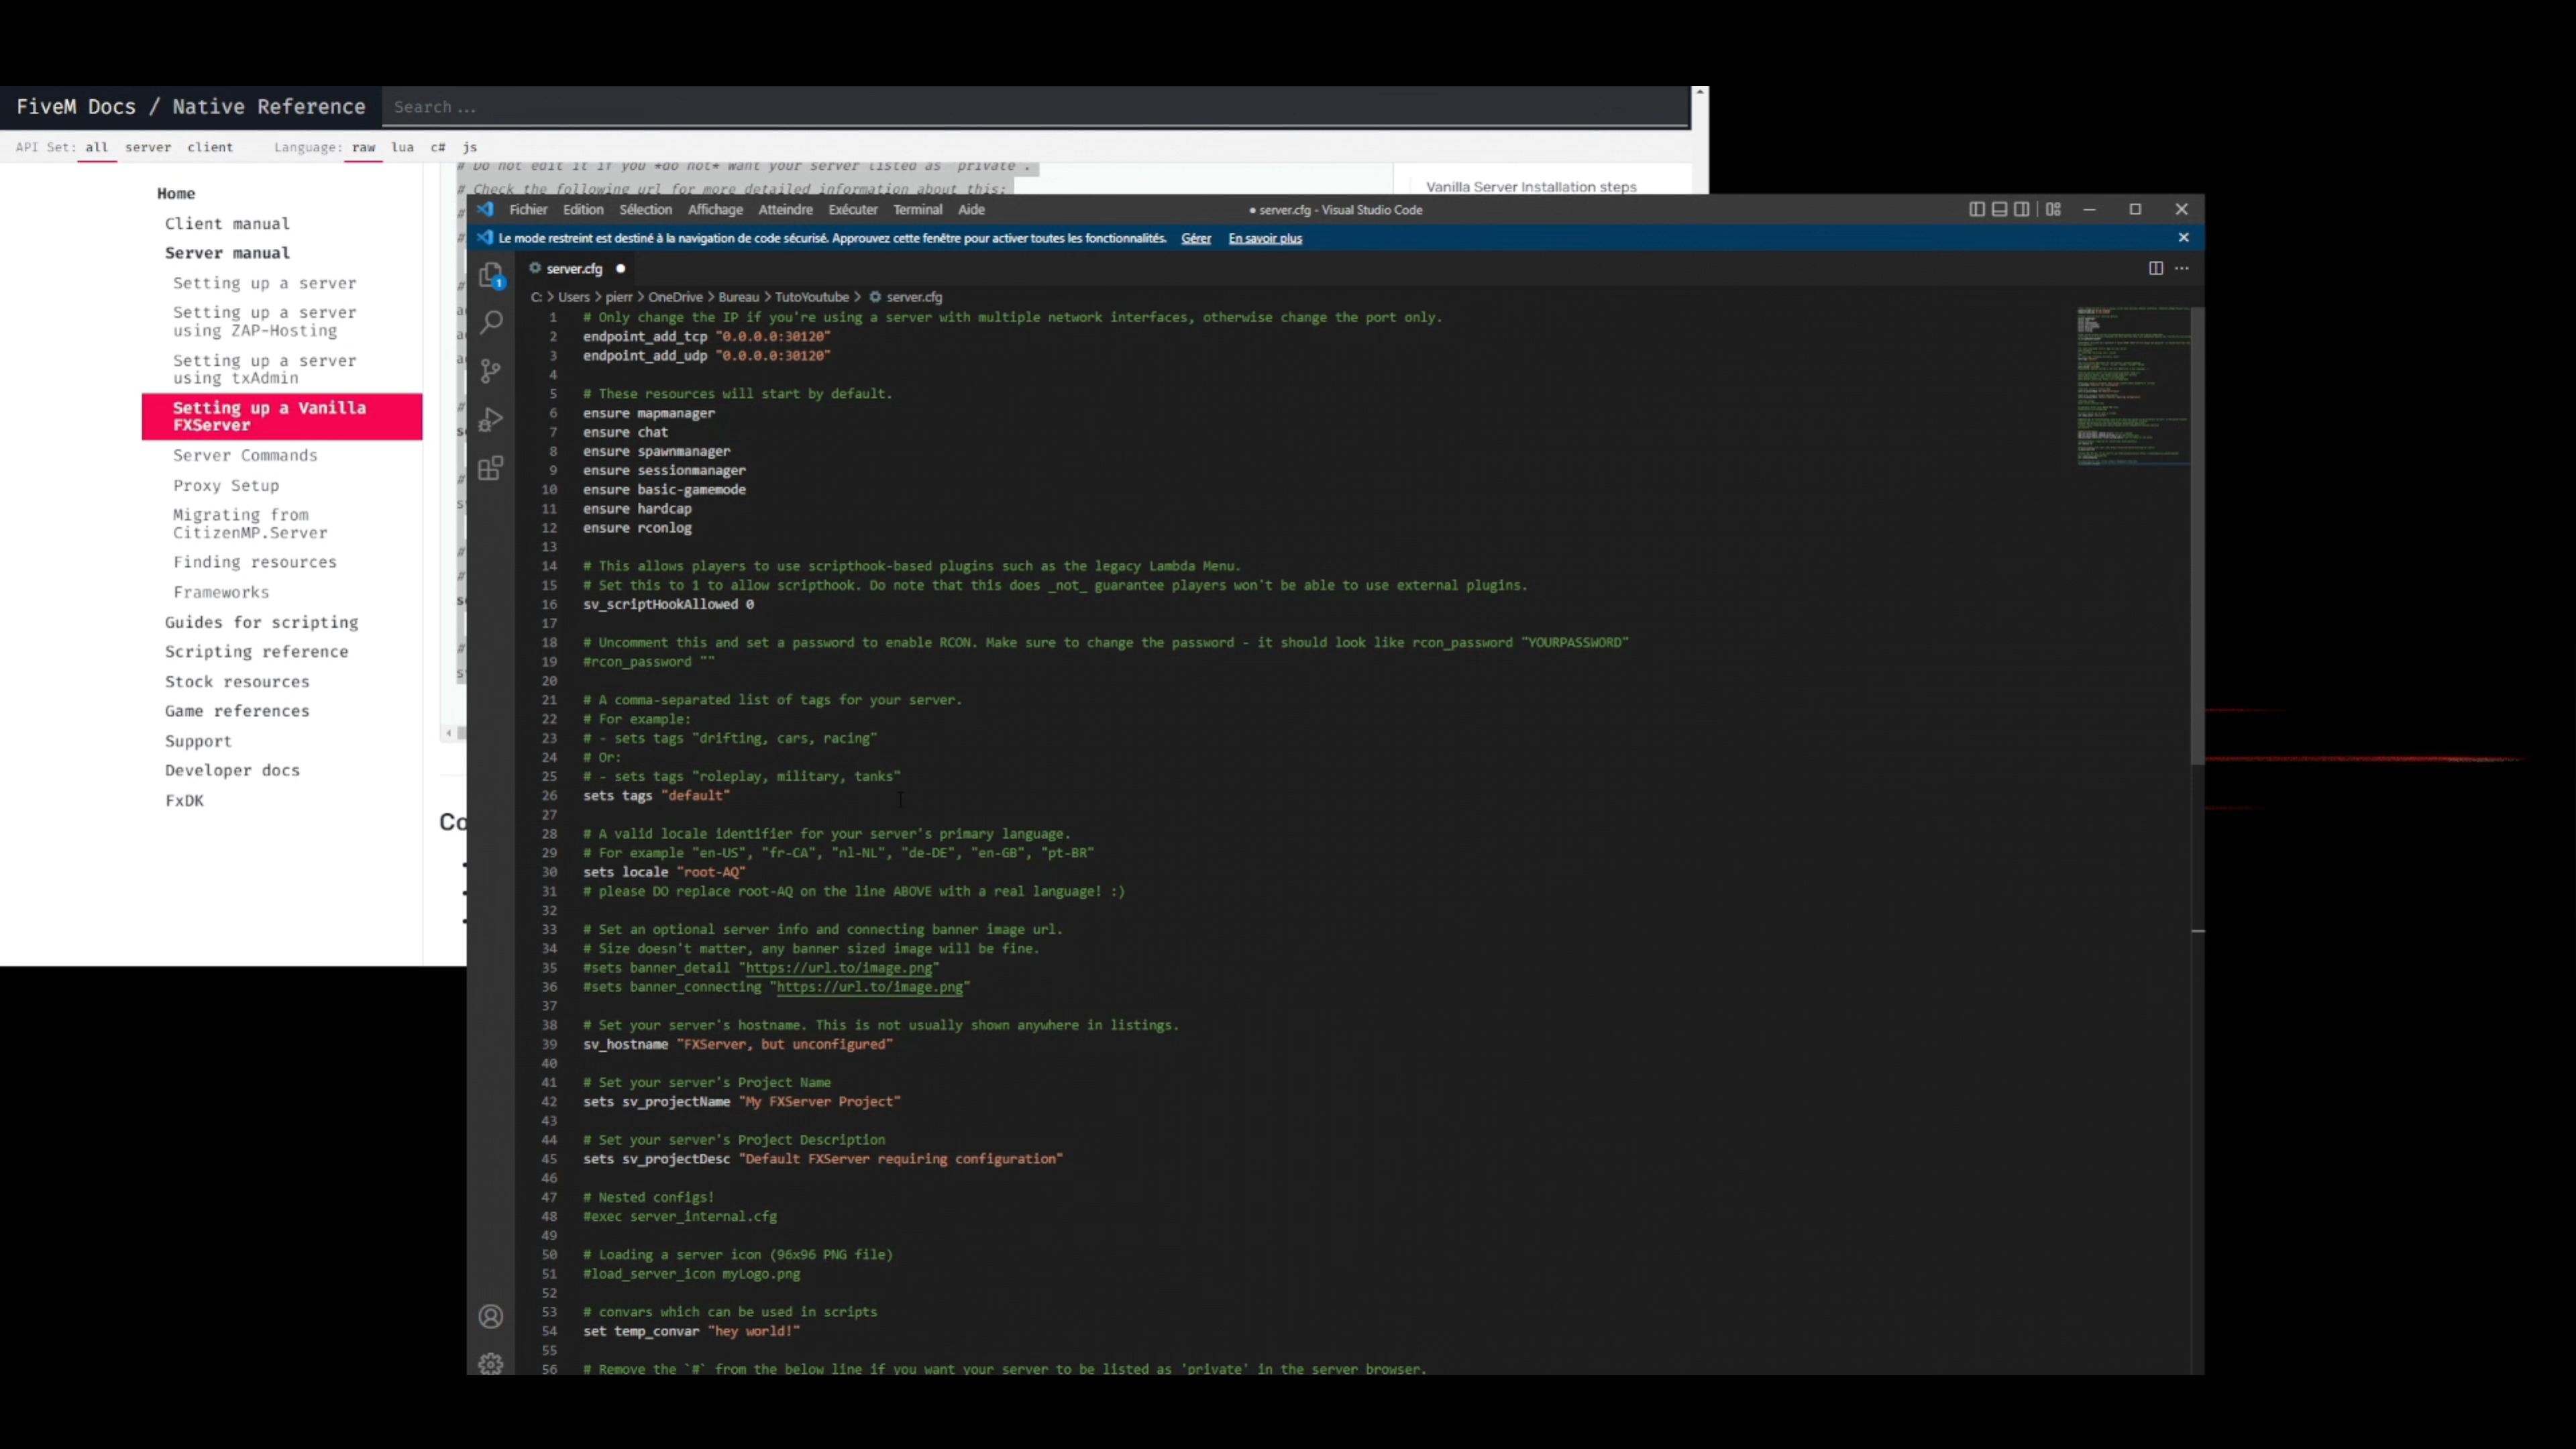 FiveM Docs / Native Reference
Search ...
API Set: all server client Language: raw lua c# js
Home
Client manual
Server manual
Setting up a server
Setting up a server
using ZAP-Hosting
Setting up a server
using txAdmin
Setting up a Vanilla
FXServer
Server Commands
Proxy Setup
Migrating from
CitizenMP.Server
Finding resources
Frameworks
Guides for scripting
Scripting reference
Stock resources
Game references
Support
Developer docs
FxDK
# Do not edit it if you *do not* want your server listed as 'private'.
# Check the following url for more detailed information about this:
Vanilla Server Installation steps
Co
Fichier Edition Sélection Affichage Atteindre Exécuter Terminal Aide
● server.cfg - Visual Studio Code
Le mode restreint est destiné à la navigation de code sécurisé. Approuvez cette fenêtre pour activer toutes les fonctionnalités. Gérer En savoir plus
1
server.cfg ●
C: > Users > pierr > OneDrive > Bureau > TutoYoutube > server.cfg
1 # Only change the IP if you're using a server with multiple network interfaces, otherwise change the port only.
2 endpoint_add_tcp "0.0.0.0:30120"
3 endpoint_add_udp "0.0.0.0:30120"
4
5 # These resources will start by default.
6 ensure mapmanager
7 ensure chat
8 ensure spawnmanager
9 ensure sessionmanager
10 ensure basic-gamemode
11 ensure hardcap
12 ensure rconlog
13
14 # This allows players to use scripthook-based plugins such as the legacy Lambda Menu.
15 # Set this to 1 to allow scripthook. Do note that this does _not_ guarantee players won't be able to use external plugins.
16 sv_scriptHookAllowed 0
17
18 # Uncomment this and set a password to enable RCON. Make sure to change the password - it should look like rcon_password "YOURPASSWORD"
19 #rcon_password ""
20
21 # A comma-separated list of tags for your server.
22 # For example:
23 # - sets tags "drifting, cars, racing"
24 # Or:
25 # - sets tags "roleplay, military, tanks"
26 sets tags "default"
27
28 # A valid locale identifier for your server's primary language.
29 # For example "en-US", "fr-CA", "nl-NL", "de-DE", "en-GB", "pt-BR"
30 sets locale "root-AQ"
31 # please DO replace root-AQ on the line ABOVE with a real language! :)
32
33 # Set an optional server info and connecting banner image url.
34 # Size doesn't matter, any banner sized image will be fine.
35 #sets banner_detail "https://url.to/image.png"
36 #sets banner_connecting "https://url.to/image.png"
37
38 # Set your server's hostname. This is not usually shown anywhere in listings.
39 sv_hostname "FXServer, but unconfigured"
40
41 # Set your server's Project Name
42 sets sv_projectName "My FXServer Project"
43
44 # Set your server's Project Description
45 sets sv_projectDesc "Default FXServer requiring configuration"
46
47 # Nested configs!
48 #exec server_internal.cfg
49
50 # Loading a server icon (96x96 PNG file)
51 #load_server_icon myLogo.png
52
53 # convars which can be used in scripts
54 set temp_convar "hey world!"
55
56 # Remove the `#` from the below line if you want your server to be listed as 'private' in the server browser.